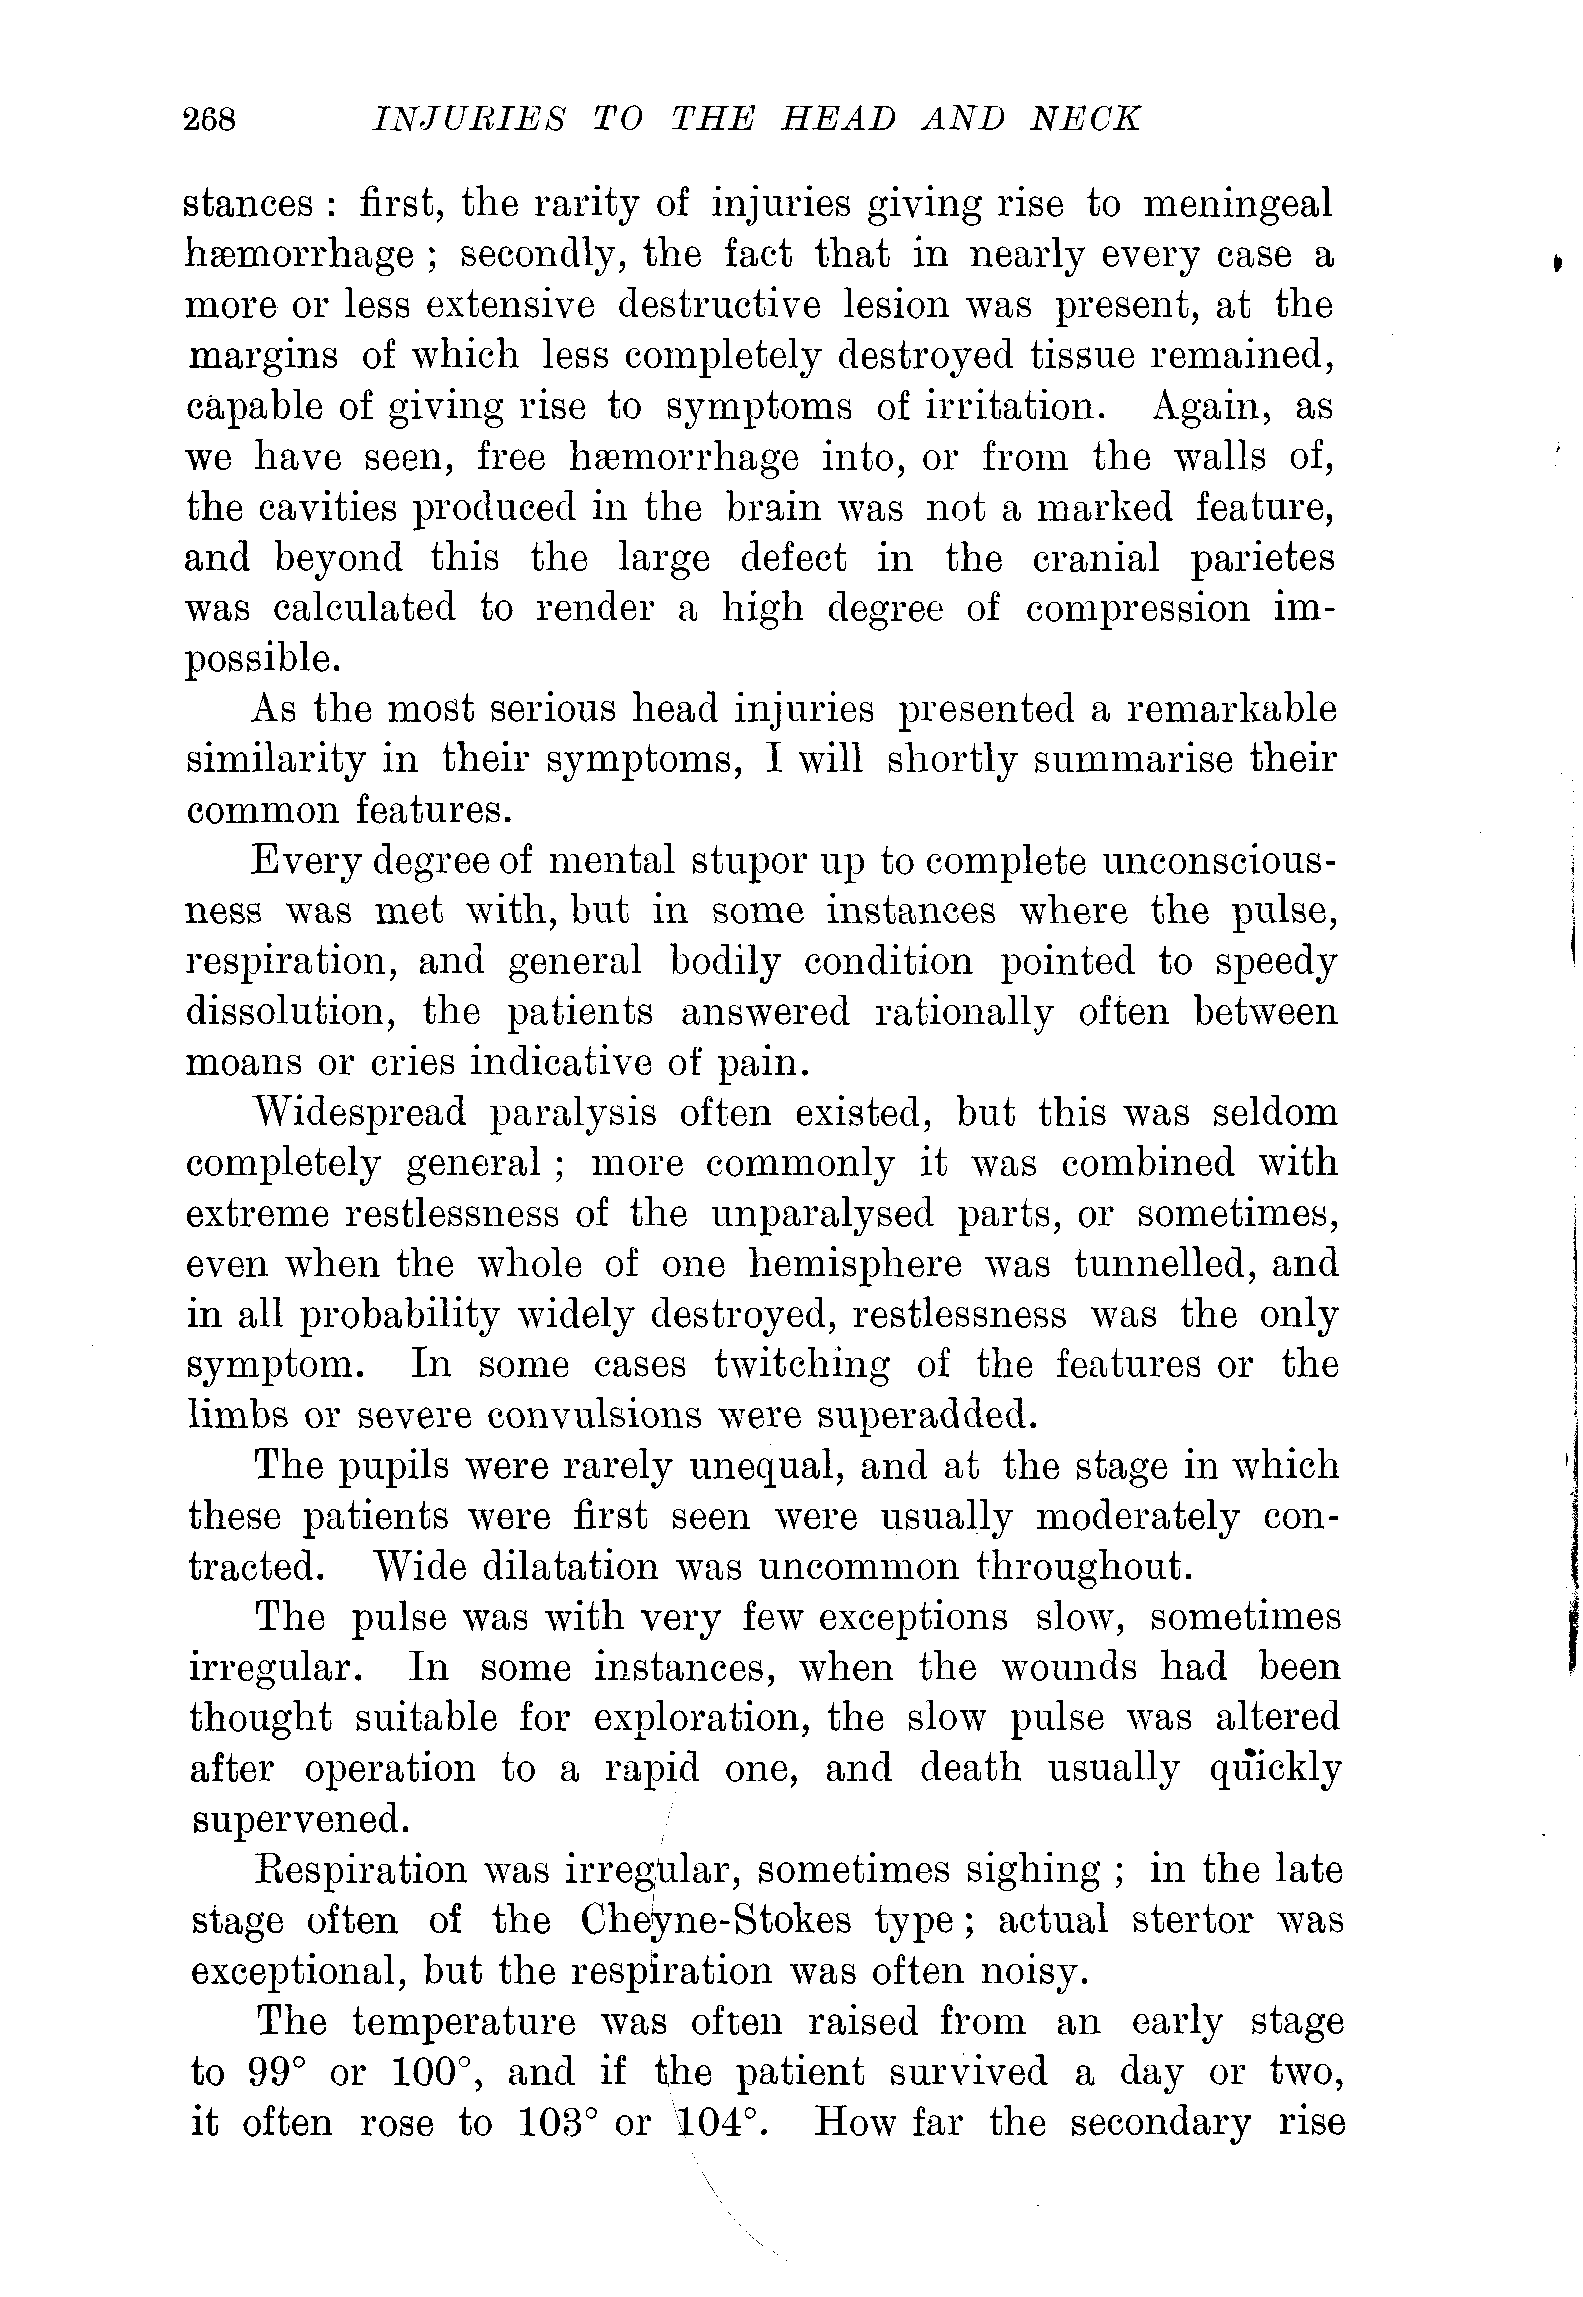 268 INJURIES TO THE HEAD AND NECK
stances : first, the rarity of injuries giving rise to meningeal
hæmorrhage ; secondly, the fact that in nearly every case a
more or less extensive destructive lesion was present, at the
margins of which less completely destroyed tissue remained,
capable of giving rise to symptoms of irritation. Again, as
we have seen, free hæmorrhage into, or from the walls of,
the cavities produced in the brain was not a marked feature,
and beyond this the large defect in the cranial parietes
was calculated to render a high degree of compression im-
possible.
As the most serious head injuries presented a remarkable
similarity in their symptoms, I will shortly summarise their
common features.
Every degree of mental stupor up to complete unconscious-
ness was met with, but in some instances where the pulse,
respiration, and general bodily condition pointed to speedy
dissolution, the patients answered rationally often between
moans or cries indicative of pain.
Widespread paralysis often existed, but this was seldom
completely general ; more commonly it was combined with
extreme restlessness of the unparalysed parts, or sometimes,
even when the whole of one hemisphere was tunnelled, and
in all probability widely destroyed, restlessness was the only
symptom. In some cases twitching of the features or the
limbs or severe convulsions were superadded.
The pupils were rarely unequal, and at the stage in which
these patients were first seen were usually moderately con-
tracted. Wide dilatation was uncommon throughout.
The pulse was with very few exceptions slow, sometimes
irregular. In some instances, when the wounds had been
thought suitable for exploration, the slow pulse was altered
after operation to a rapid one, and death usually quickly
supervened.
Respiration was irregular, sometimes sighing ; in the late
stage often of the Cheyne-Stokes type ; actual stertor was
exceptional, but the respiration was often noisy.
The temperature was often raised from an early stage
to 99° or 100°, and if the patient survived a day or two,
it often rose to 103° or 104°. How far the secondary rise